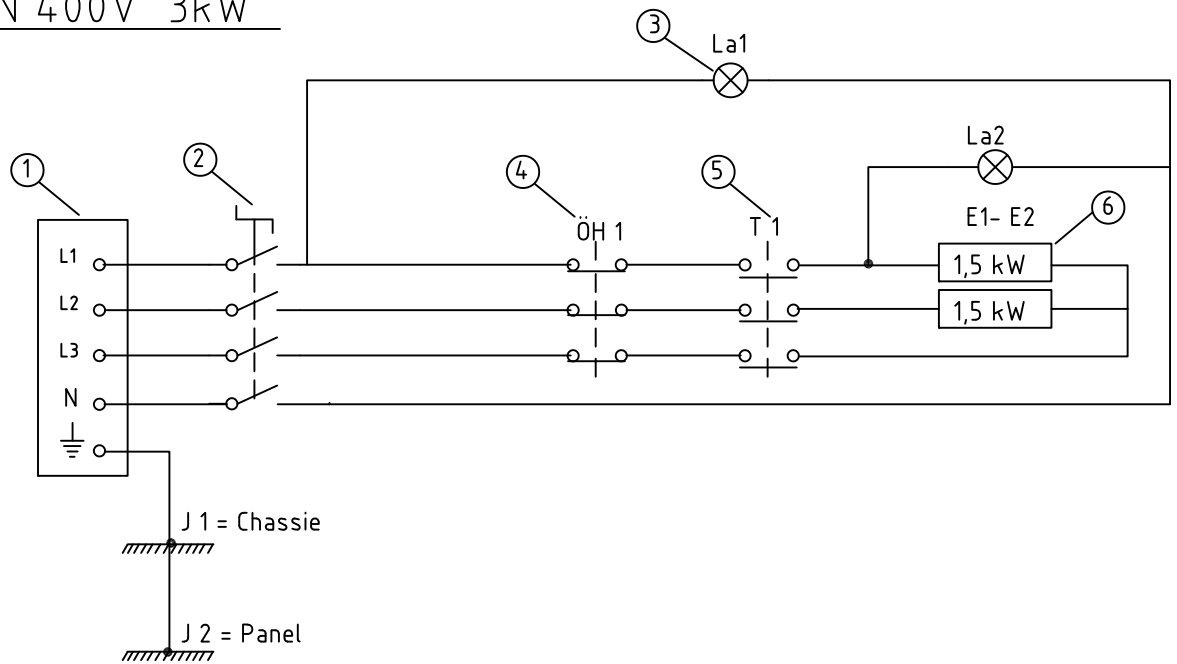 N 400V 3kW
3
La1
1
2
La2
4
5
6
ÖH 1
T 1
E1- E2
L1
1,5 kW
L2
1,5 kW
L3
N
J 1 = Chassie
J 2 = Panel